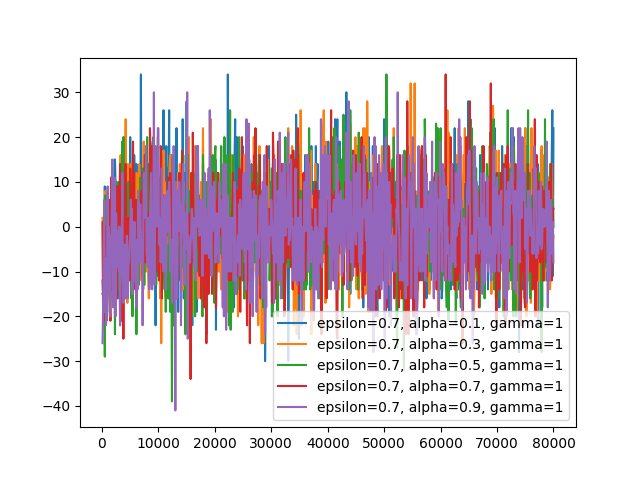 30
20
10
0
−10
−20
−30
−40
epsilon=0.7, alpha=0.1, gamma=1
epsilon=0.7, alpha=0.3, gamma=1
epsilon=0.7, alpha=0.5, gamma=1
epsilon=0.7, alpha=0.7, gamma=1
epsilon=0.7, alpha=0.9, gamma=1
0 10000 20000 30000 40000 50000 60000 70000 80000